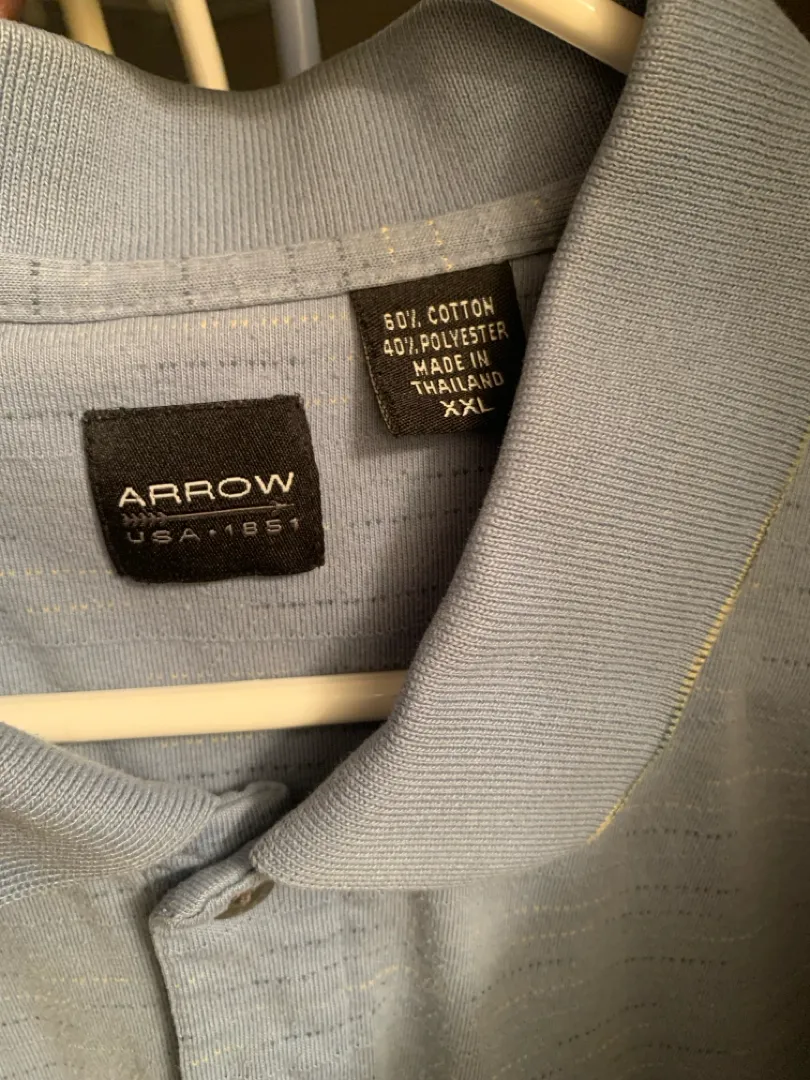 60% COTTON
40% POLYESTER
MADE IN
THAILAND
XXL
ARROW
USA•1851